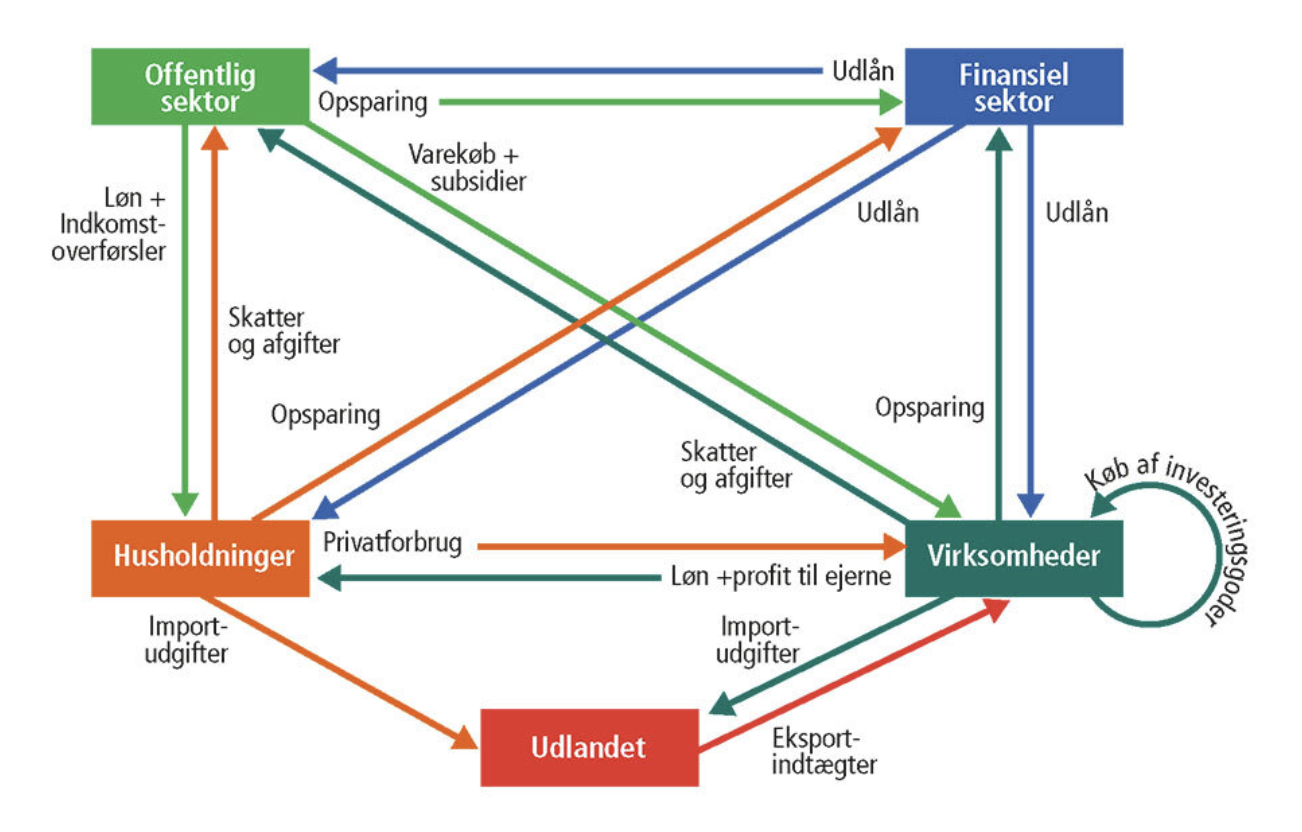 Offentlig
sektor
Udlån
Finansiel
sektor
Opsparing
Varekøb +
subsidier
Løn +
Indkomst-
overførsler
Udlån
Udlån
Skatter
og afgifter
Opsparing
Opsparing
Skatter
og afgifter
Køb af investeringsgoder
Husholdninger
Privatforbrug
Løn +profit til ejerne
Virksomheder
Import-
udgifter
Import-
udgifter
Udlandet
Eksport-
indtægter